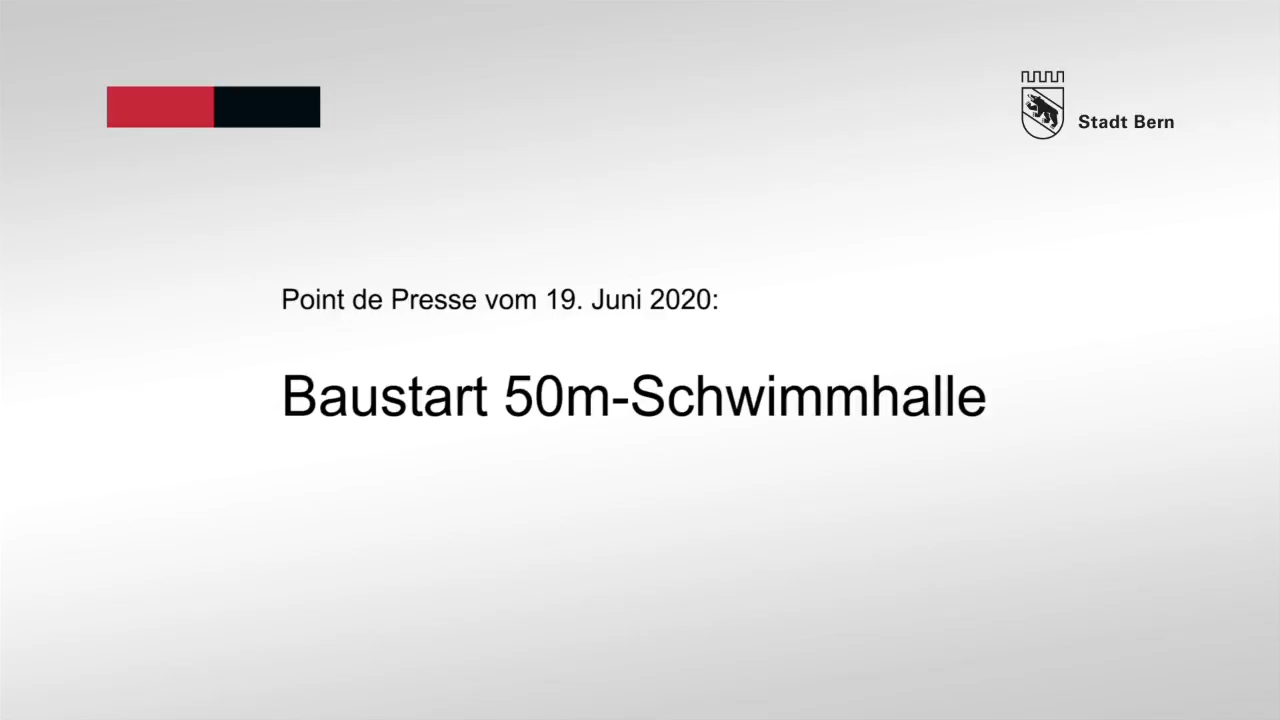 Stadt Bern
Point de Presse vom 19. Juni 2020:
Baustart 50m-Schwimmhalle